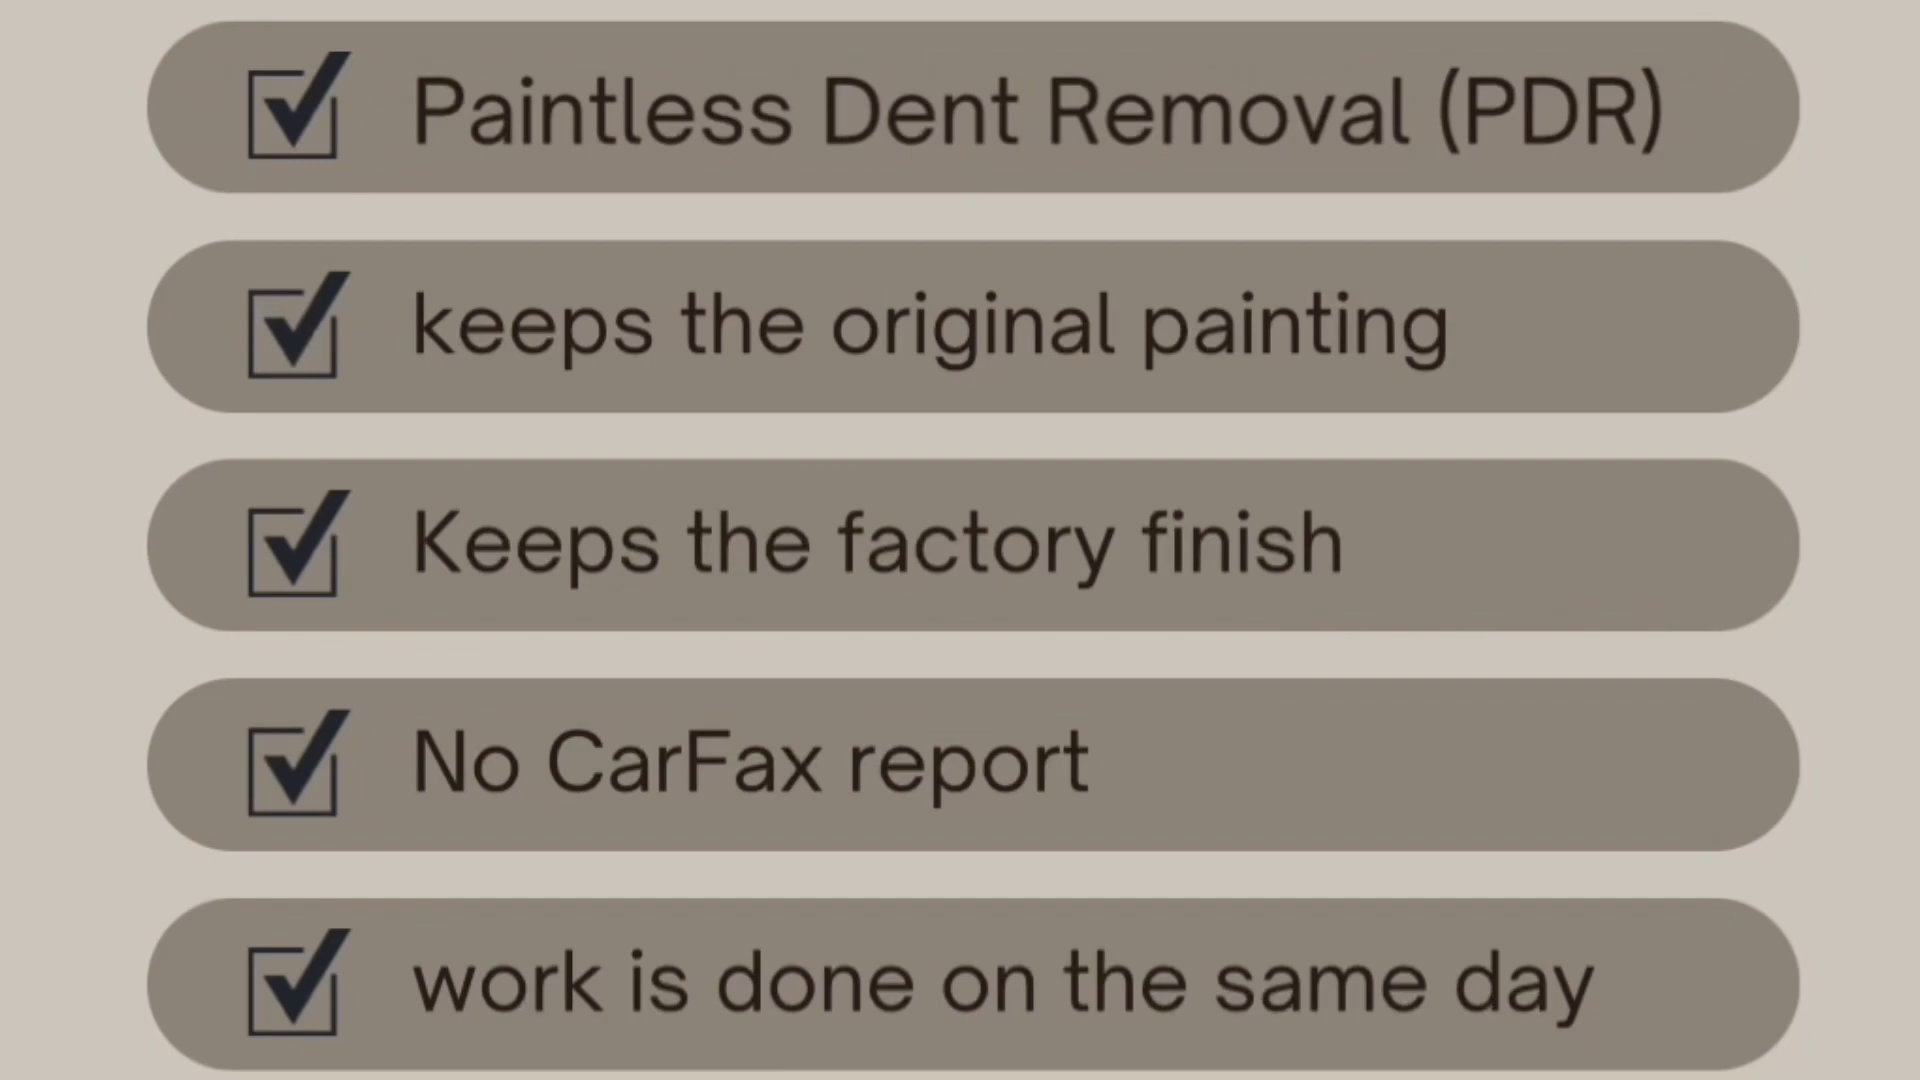 Paintless Dent Removal (PDR)
keeps the original painting
Keeps the factory finish
No CarFax report
work is done on the same day